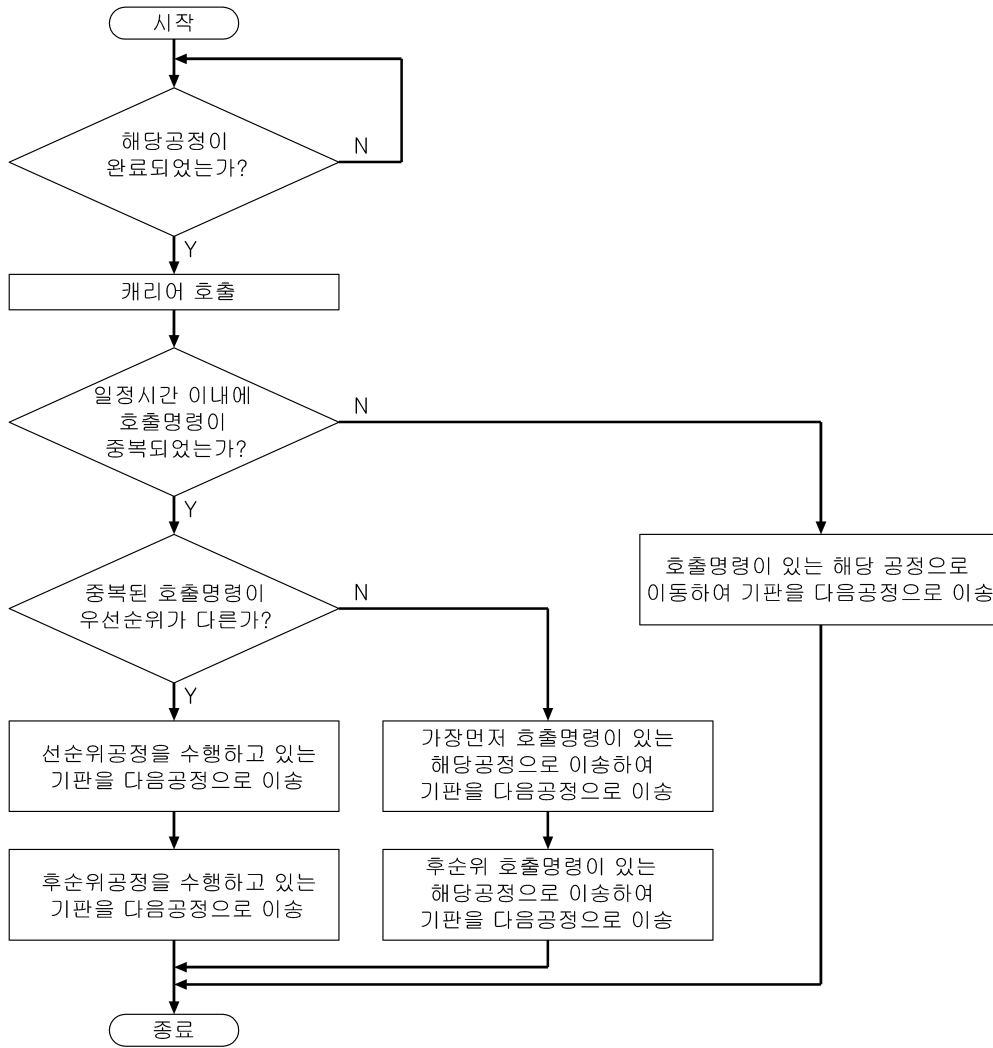 시작
해당공정이
완료되었는가?
N
Y
캐리어 호출
일정시간 이내에
호출명령이
중복되었는가?
N
Y
호출명령이 있는 해당 공정으로
이동하여 기판을 다음공정으로 이송
중복된 호출명령이
우선순위가 다른가?
N
Y
선순위공정을 수행하고 있는
기판을 다음공정으로 이송
가장먼저 호출명령이 있는
해당공정으로 이송하여
기판을 다음공정으로 이송
후순위공정을 수행하고 있는
기판을 다음공정으로 이송
후순위 호출명령이 있는
해당공정으로 이송하여
기판을 다음공정으로 이송
종료